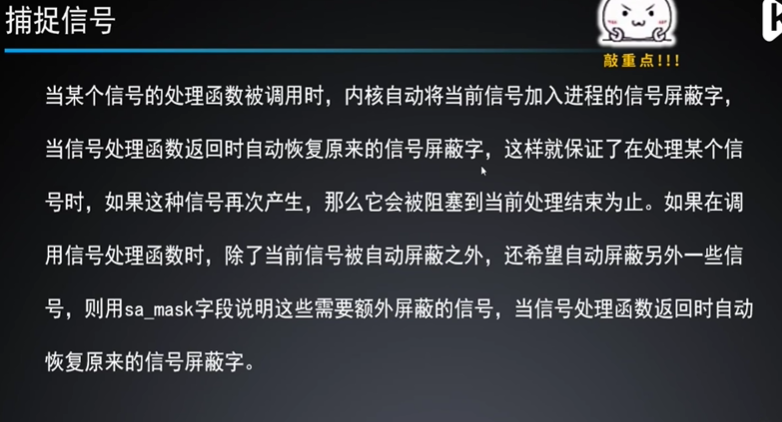 捕捉信号
敲重点!!!
当某个信号的处理函数被调用时，内核自动将当前信号加入进程的信号屏蔽字，
当信号处理函数返回时自动恢复原来的信号屏蔽字，这样就保证了在处理某个信
号时，如果这种信号再次产生，那么它会被阻塞到当前处理结束为止。如果在调
用信号处理函数时，除了当前信号被自动屏蔽之外，还希望自动屏蔽另外一些信
号，则用sa_mask字段说明这些需要额外屏蔽的信号，当信号处理函数返回时自动
恢复原来的信号屏蔽字。